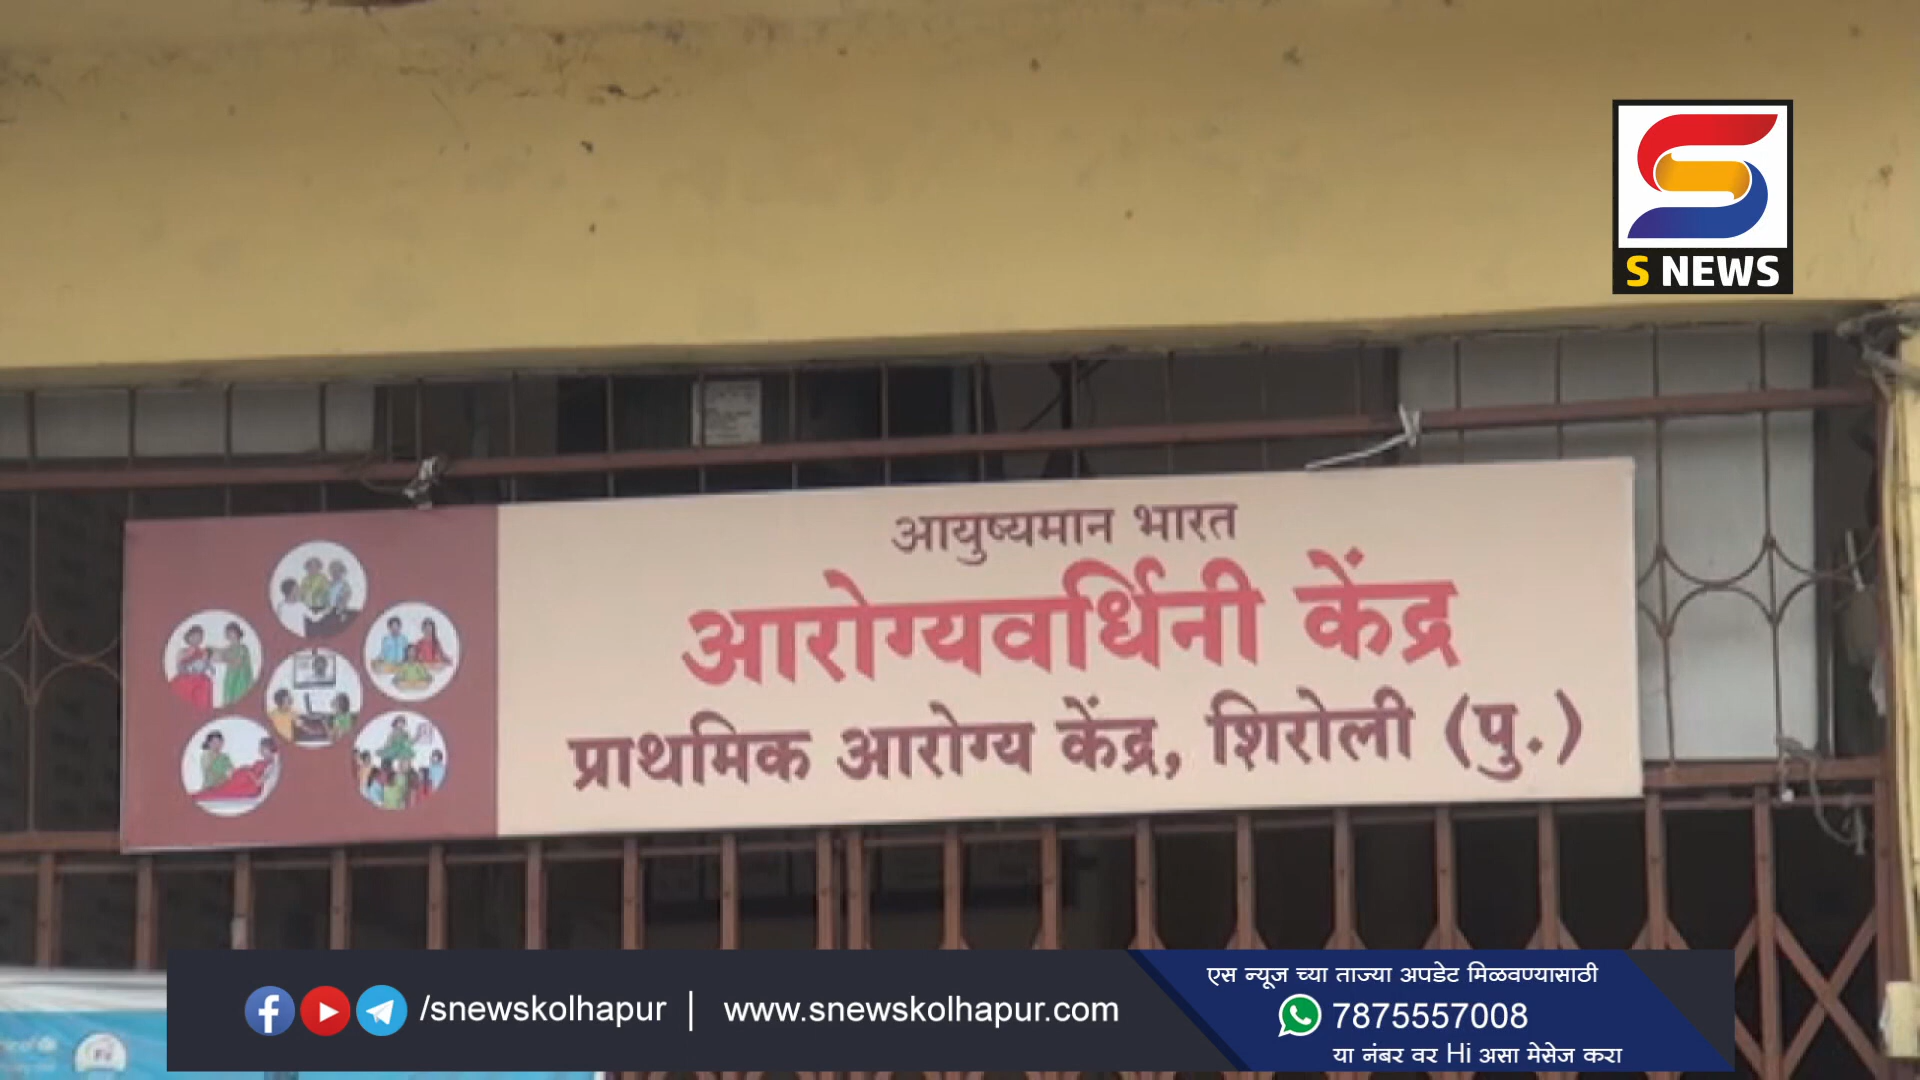 S NEWS
आयुष्यमान भारत
आरोग्यवर्धिनी केंद्र
प्राथमिक आरोग्य केंद्र, शिरोली (पु.)
/snewskolhapur | www.snewskolhapur.com
एस न्यूज च्या ताज्या अपडेट मिळवण्यासाठी
7875557008
या नंबर वर Hi असा मेसेज करा